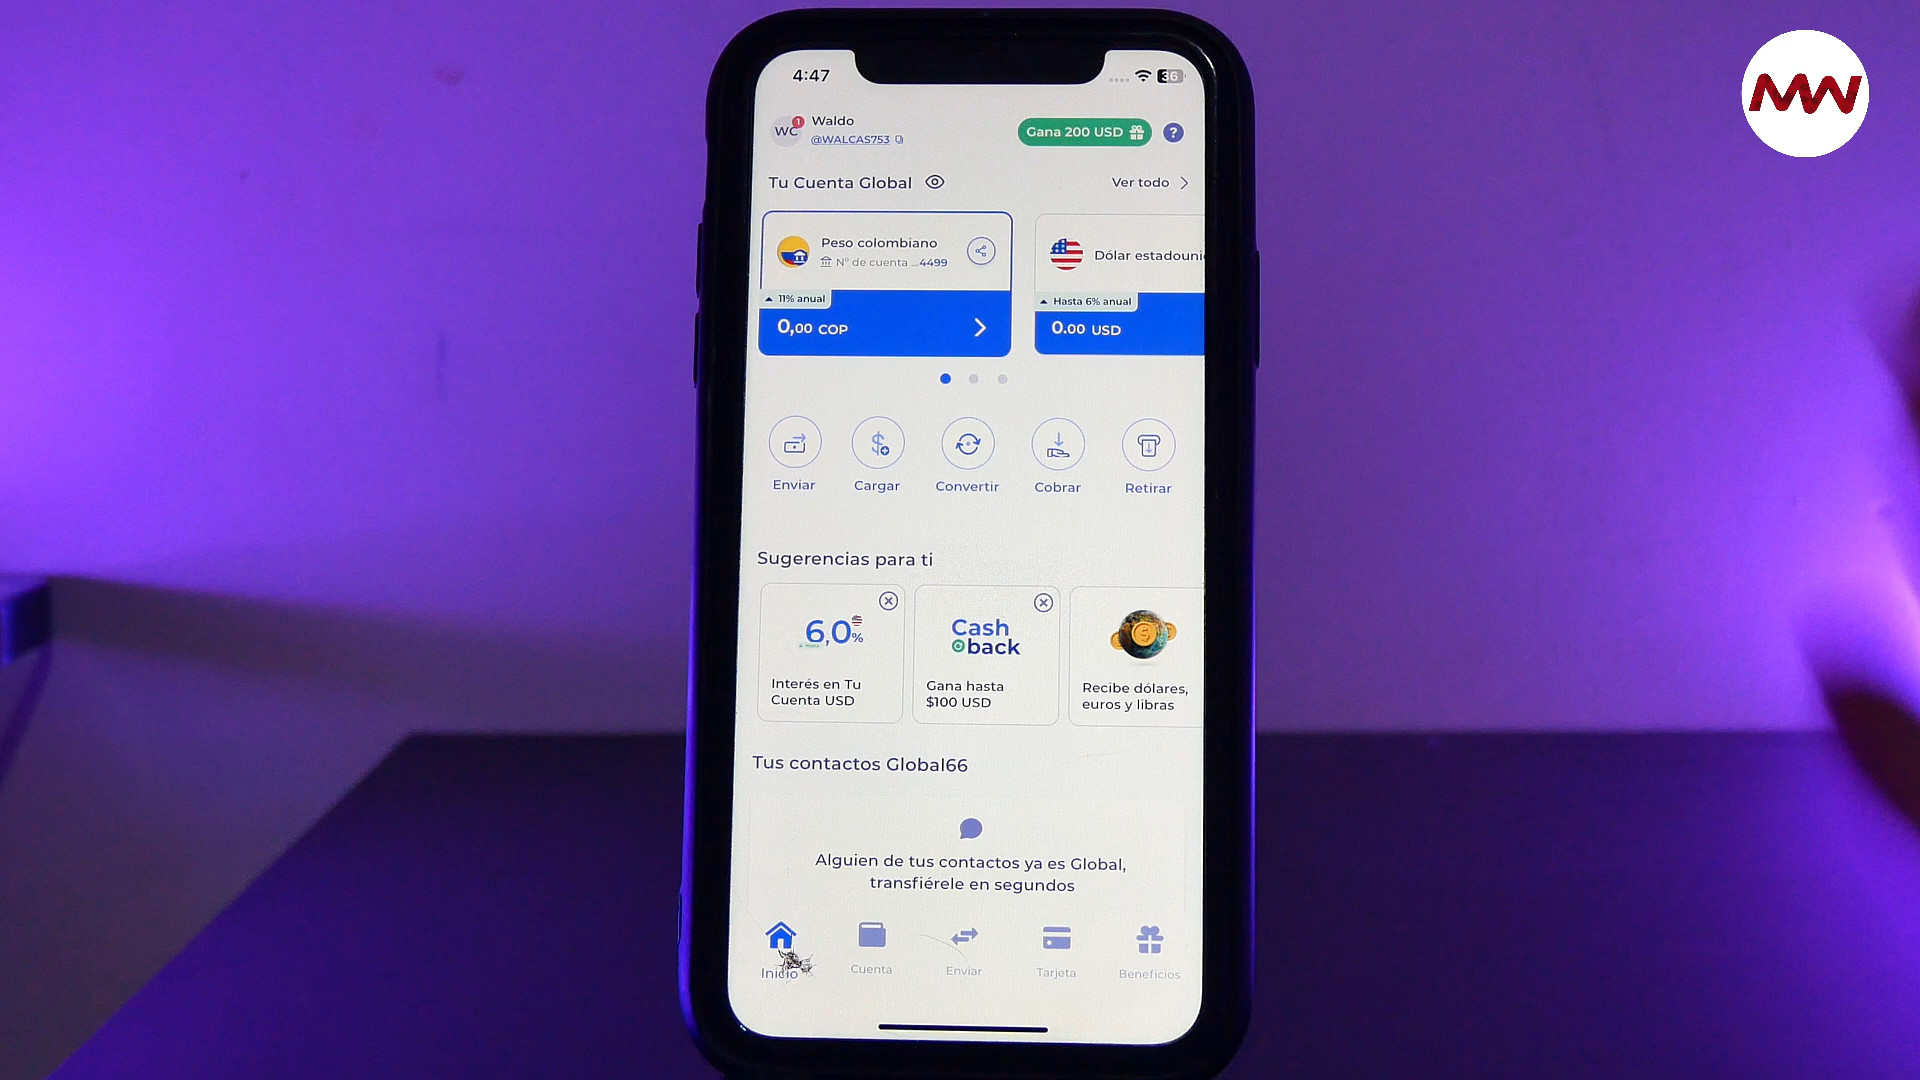 MW
4:47
36
WC
1
Waldo
@WALCAS753
Gana 200 USD
?
Tu Cuenta Global
Ver todo
Peso colombiano
Nº de cuenta ...4499
11% anual
0,00 COP
Dólar estadouni
Hasta 6% anual
0.00 USD
Enviar
Cargar
Convertir
Cobrar
Retirar
Sugerencias para ti
6,0%
Interés en Tu
Cuenta USD
Cash
back
Gana hasta
$100 USD
Recibe dólares,
euros y libras
Tus contactos Global66
Alguien de tus contactos ya es Global,
transfiérele en segundos
Inicio
Cuenta
Enviar
Tarjeta
Beneficios